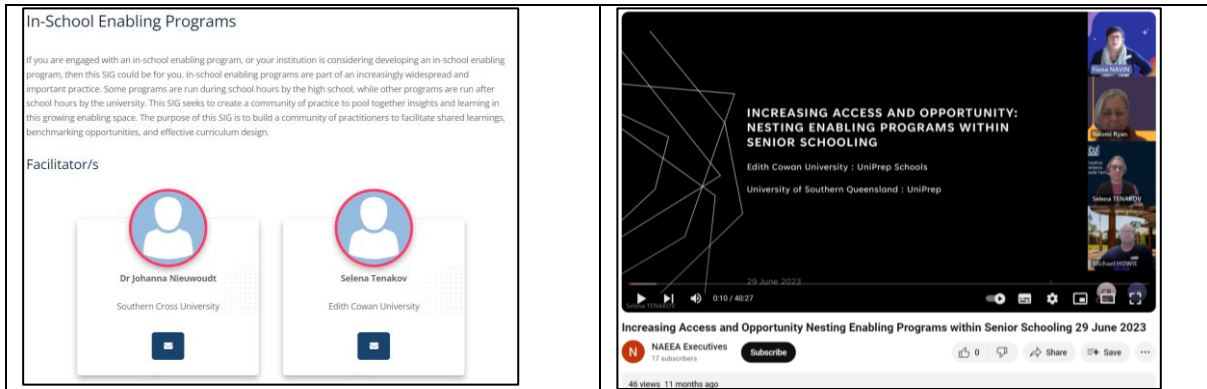 In-School Enabling Programs
If you are engaged with an in-school enabling program, or your institution is considering developing an in-school enabling
program, then this SIG could be for you. In-school enabling programs are part of an increasingly widespread and
important practice. Some programs are run during school hours by the high school, while other programs are run after
school hours by the university. This SIG seeks to create a community of practice to pool together insights and learning in
this growing enabling space. The purpose of this SIG is to build a community of practitioners to facilitate shared learnings,
benchmarking opportunities, and effective curriculum design.
Facilitator/s
Dr Johanna Nieuwoudt
Southern Cross University
Selena Tenakov
Edith Cowan University
INCREASING ACCESS AND OPPORTUNITY:
NESTING ENABLING PROGRAMS WITHIN
SENIOR SCHOOLING
Edith Cowan University : UniPrep Schools
University of Southern Queensland : UniPrep
29 June 2023
Fiona NAVIN
Naomi Ryan
Selena TENAKOV
Michael HOWIE
0:10 / 40:27
Selena TENAKOV
Increasing Access and Opportunity Nesting Enabling Programs within Senior Schooling 29 June 2023
N
NAEEA Executives
17 subscribers
Subscribe
0
Share
Save
46 views 11 months ago